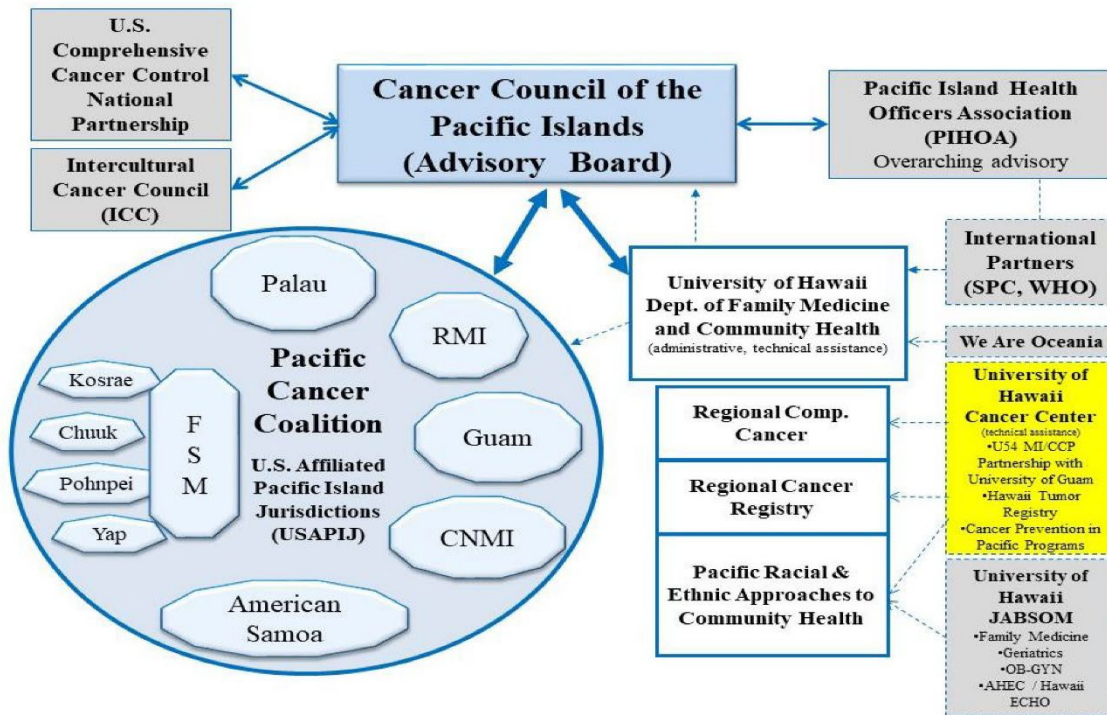 U.S.
Comprehensive
Cancer Control
National
Partnership
Intercultural
Cancer Council
(ICC)
Cancer Council of the
Pacific Islands
(Advisory Board)
Pacific Island Health
Officers Association
(PIHOA)
Overarching advisory
International
Partners
(SPC, WHO)
We Are Oceania
University of
Hawaii
Cancer Center
(technical assistance)
•U54 MI/CCP
Partnership with
University of Guam
•Hawaii Tumor
Registry
•Cancer Prevention in
Pacific Programs
University of
Hawaii
JABSOM
•Family Medicine
•Geriatrics
•OB-GYN
•AHEC / Hawaii
ECHO
University of Hawaii
Dept. of Family Medicine
and Community Health
(administrative, technical assistance)
Regional Comp.
Cancer
Regional Cancer
Registry
Pacific Racial &
Ethnic Approaches to
Community Health
Palau
RMI
Guam
CNMI
American
Samoa
Kosrae
Chuuk
Pohnpei
Yap
F
S
M
Pacific
Cancer
Coalition
U.S. Affiliated
Pacific Island
Jurisdictions
(USAPIJ)